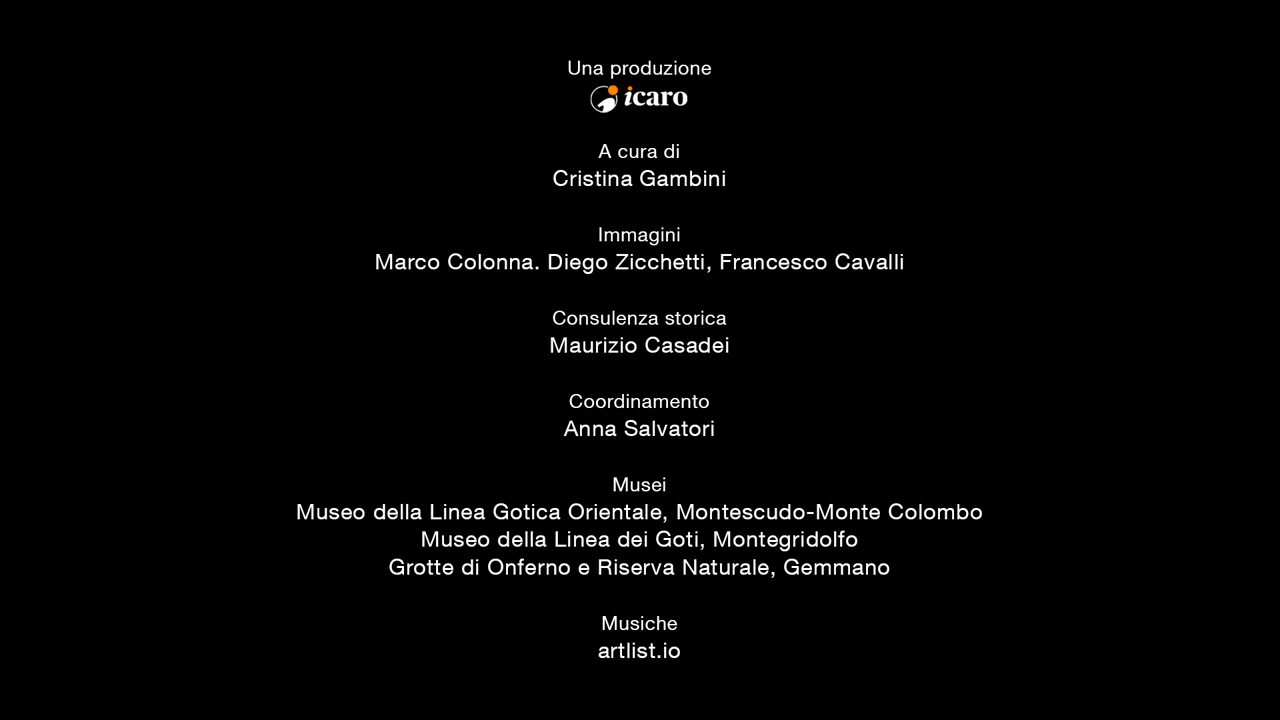 Una produzione
icaro
A cura di
Cristina Gambini
Immagini
Marco Colonna. Diego Zicchetti, Francesco Cavalli
Consulenza storica
Maurizio Casadei
Coordinamento
Anna Salvatori
Musei
Museo della Linea Gotica Orientale, Montescudo-Monte Colombo
Museo della Linea dei Goti, Montegridolfo
Grotte di Onferno e Riserva Naturale, Gemmano
Musiche
artlist.io